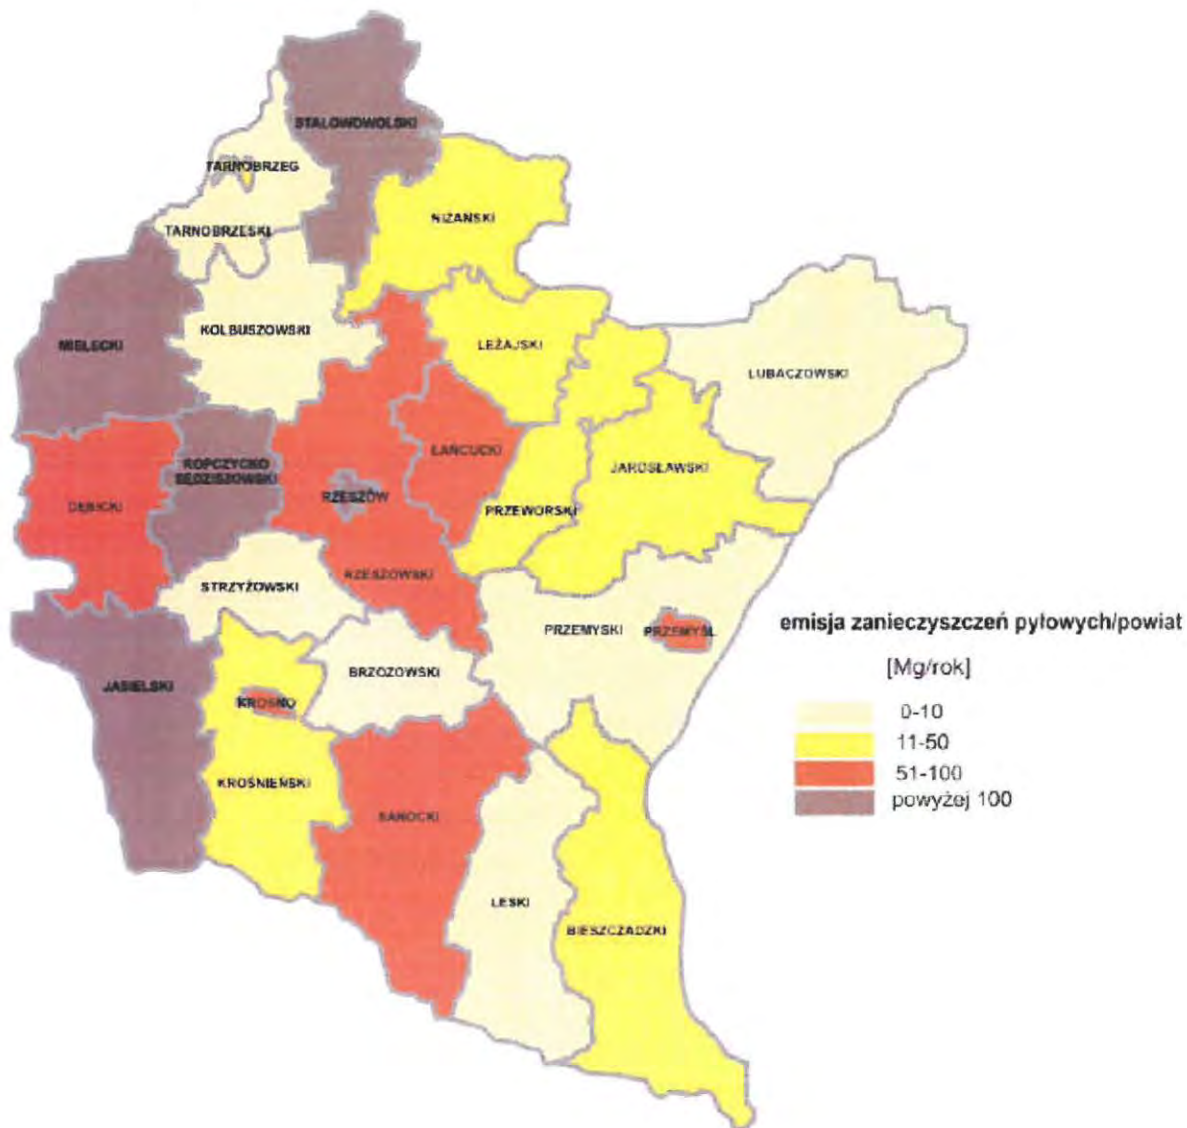 STALOWOWOLSKI
TARNOBRZEG
NIŻAŃSKI
TARNOBRZESKI
KOLBUSZOWSKI
MIELECKI
LEŻAJSKI
LUBACZOWSKI
ŁAŃCUCKI
ROPCZYCKO
SĘDZISZOWSKI
JAROSŁAWSKI
RZESZÓW
DĘBICKI
PRZEWORSKI
RZESZOWSKI
STRZYŻOWSKI
PRZEMYSKI
PRZEMYŚL
emisja zanieczyszczeń pyłowych/powiat
[Mg/rok]
BRZOZOWSKI
JASIELSKI
KROSNO
0-10
11-50
51-100
powyżej 100
KROŚNIEŃSKI
SANOCKI
LESKI
BIESZCZADZKI